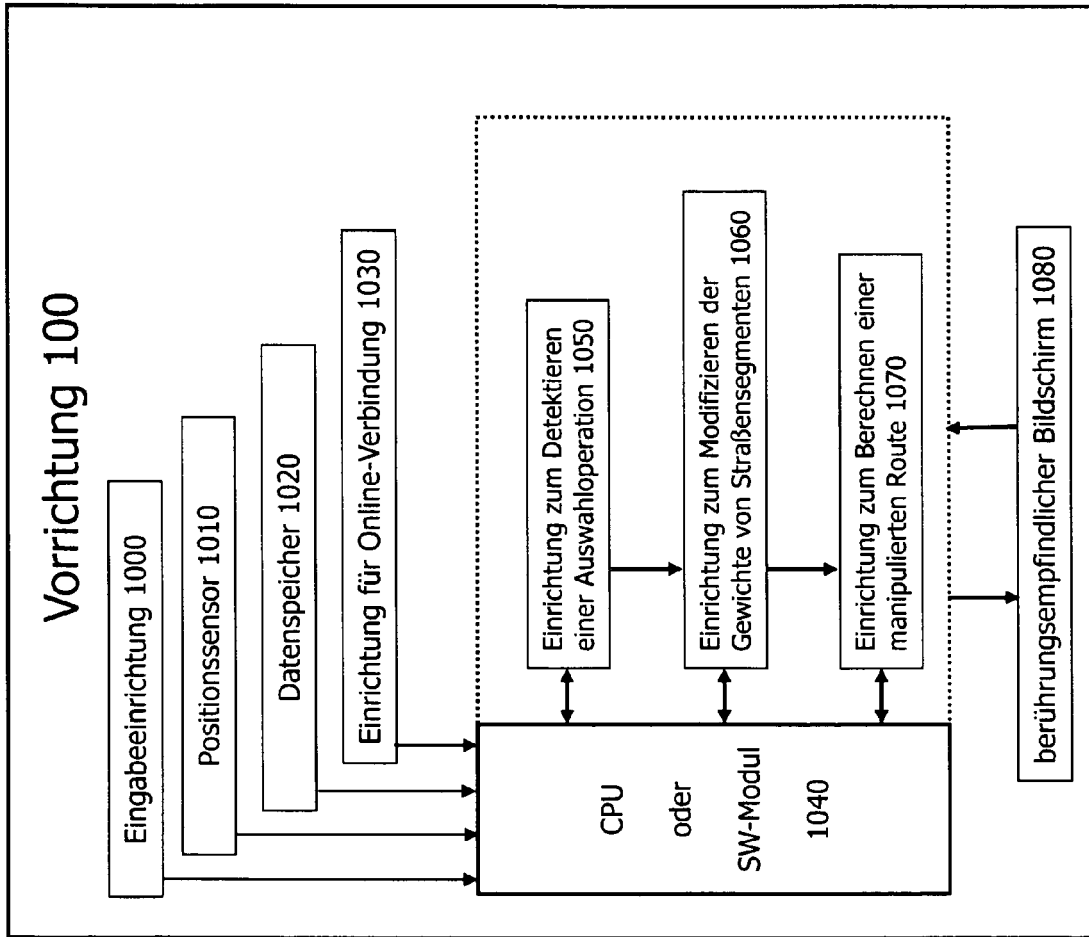 Vorrichtung 100
Eingabeeinrichtung 1000
Positionssensor 1010
Datenspeicher 1020
Einrichtung für Online-Verbindung 1030
CPU
oder
SW-Modul
1040
Einrichtung zum Detektieren
einer Auswahloperation 1050
Einrichtung zum Modifizieren der
Gewichte von Straßensegmenten 1060
Einrichtung zum Berechnen einer
manipulierten Route 1070
berührungsempfindlicher Bildschirm 1080